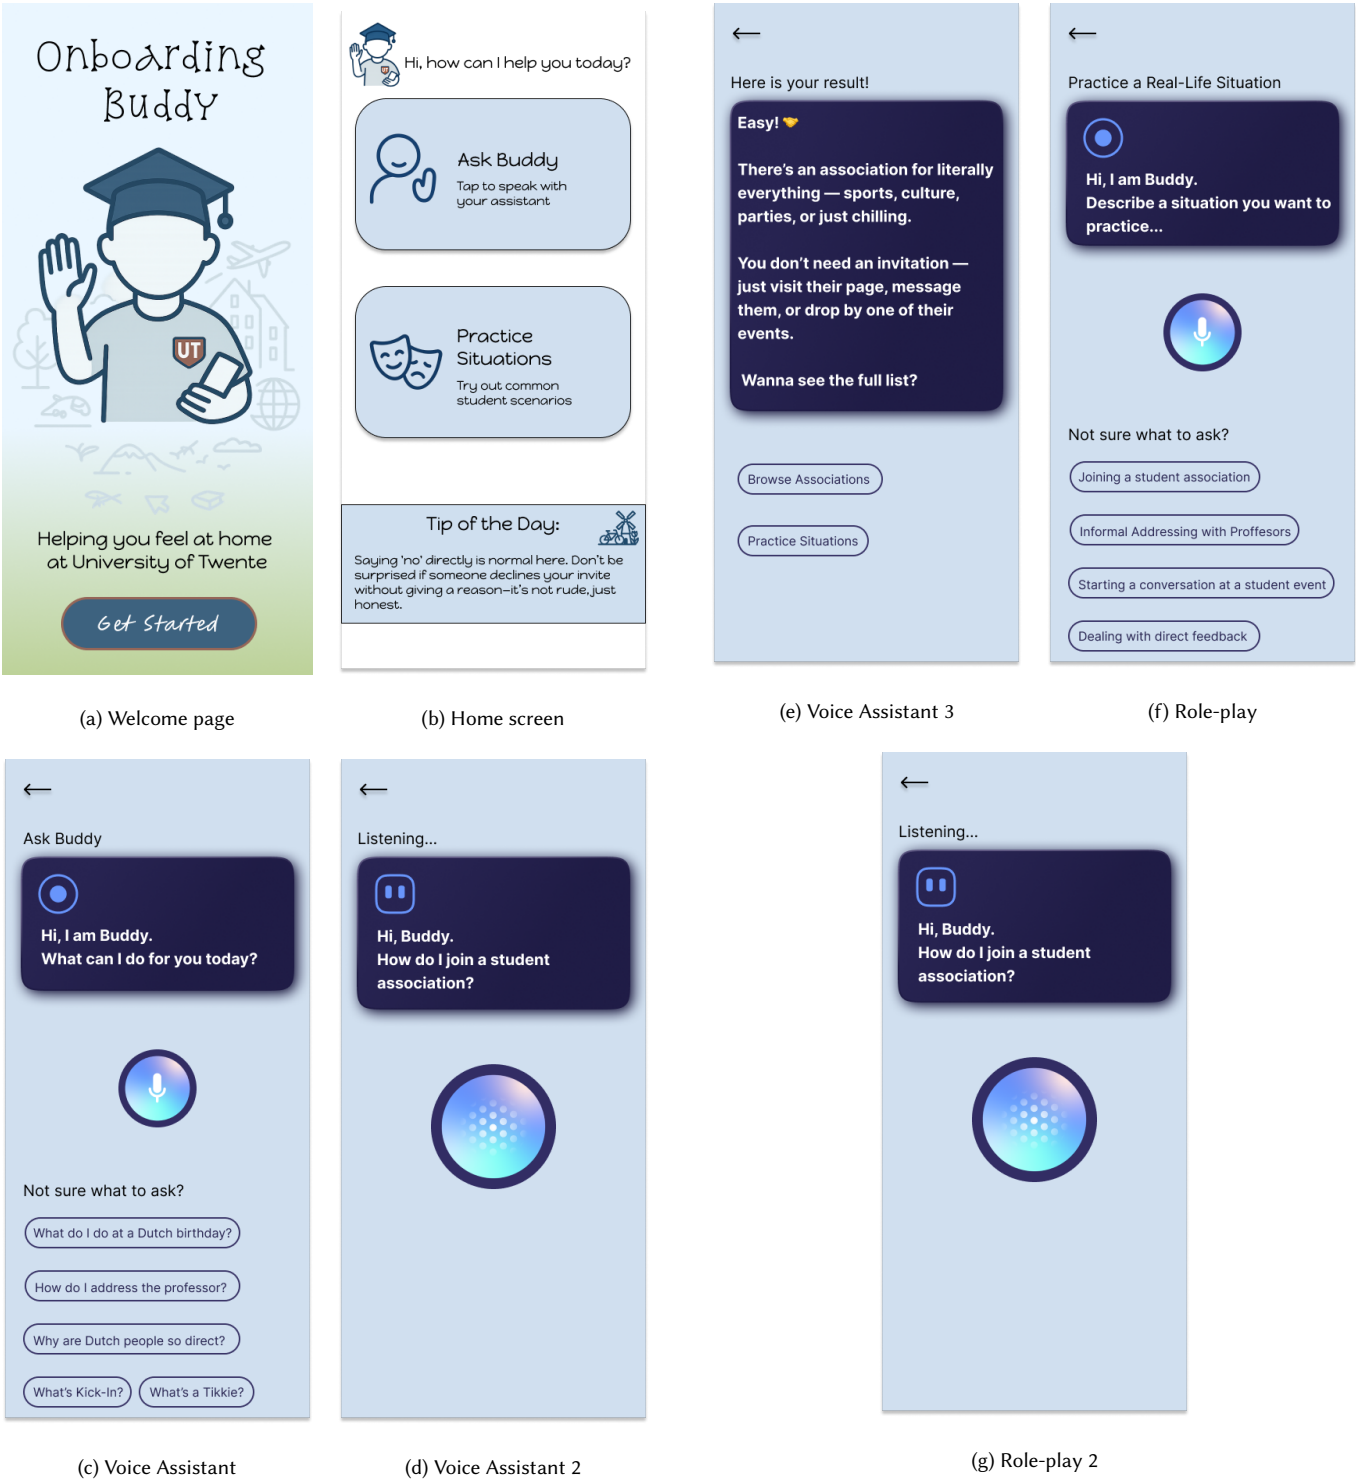 Onboarding
Buddy
UT
Helping you feel at home
at University of Twente
Get Started
(a) Welcome page
Hi, how can I help you today?
UT
Ask Buddy
Tap to speak with
your assistant
Practice
Situations
Try out common
student scenarios
Tip of the Day:
Saying 'no' directly is normal here. Don't be
surprised if someone declines your invite
without giving a reason—it's not rude, just
honest.
(b) Home screen
Here is your result!
Easy! 🤝
There's an association for literally
everything — sports, culture,
parties, or just chilling.
You don't need an invitation —
just visit their page, message
them, or drop by one of their
events.
Wanna see the full list?
Browse Associations
Practice Situations
(e) Voice Assistant 3
Practice a Real-Life Situation
Hi, I am Buddy.
Describe a situation you want to
practice...
Not sure what to ask?
Joining a student association
Informal Addressing with Proffesors
Starting a conversation at a student event
Dealing with direct feedback
(f) Role-play
Ask Buddy
Hi, I am Buddy.
What can I do for you today?
Not sure what to ask?
What do I do at a Dutch birthday?
How do I address the professor?
Why are Dutch people so direct?
What's Kick-In? What's a Tikkie?
(c) Voice Assistant
Listening...
Hi, Buddy.
How do I join a student
association?
(d) Voice Assistant 2
Listening...
Hi, Buddy.
How do I join a student
association?
(g) Role-play 2